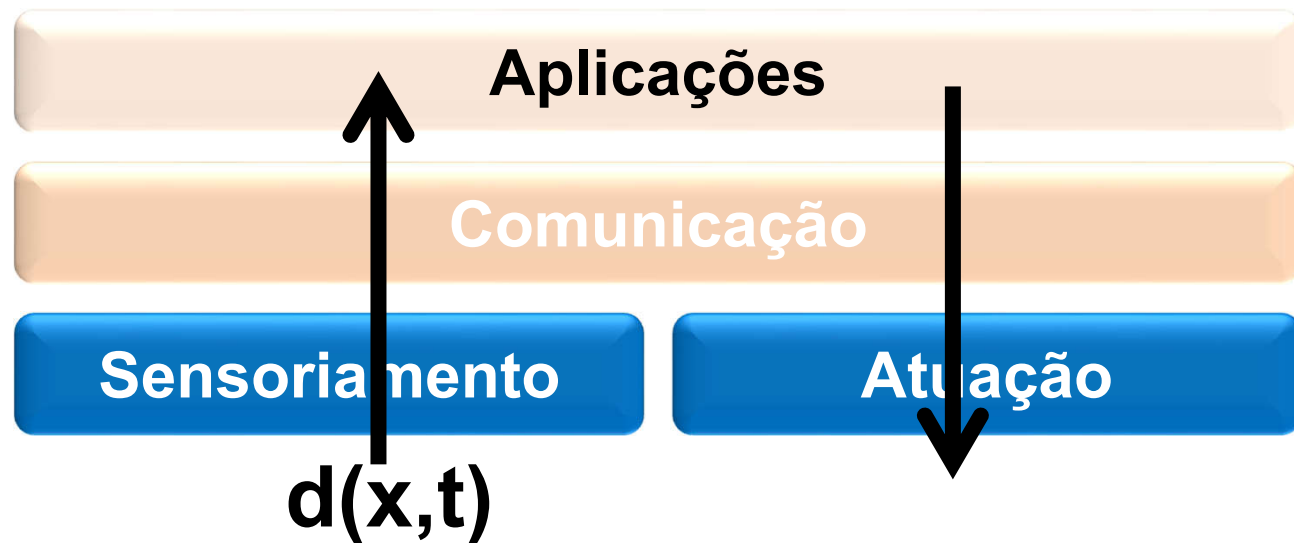 Aplicações
Comunicação
Sensoriamento
Atuação
d(x,t)